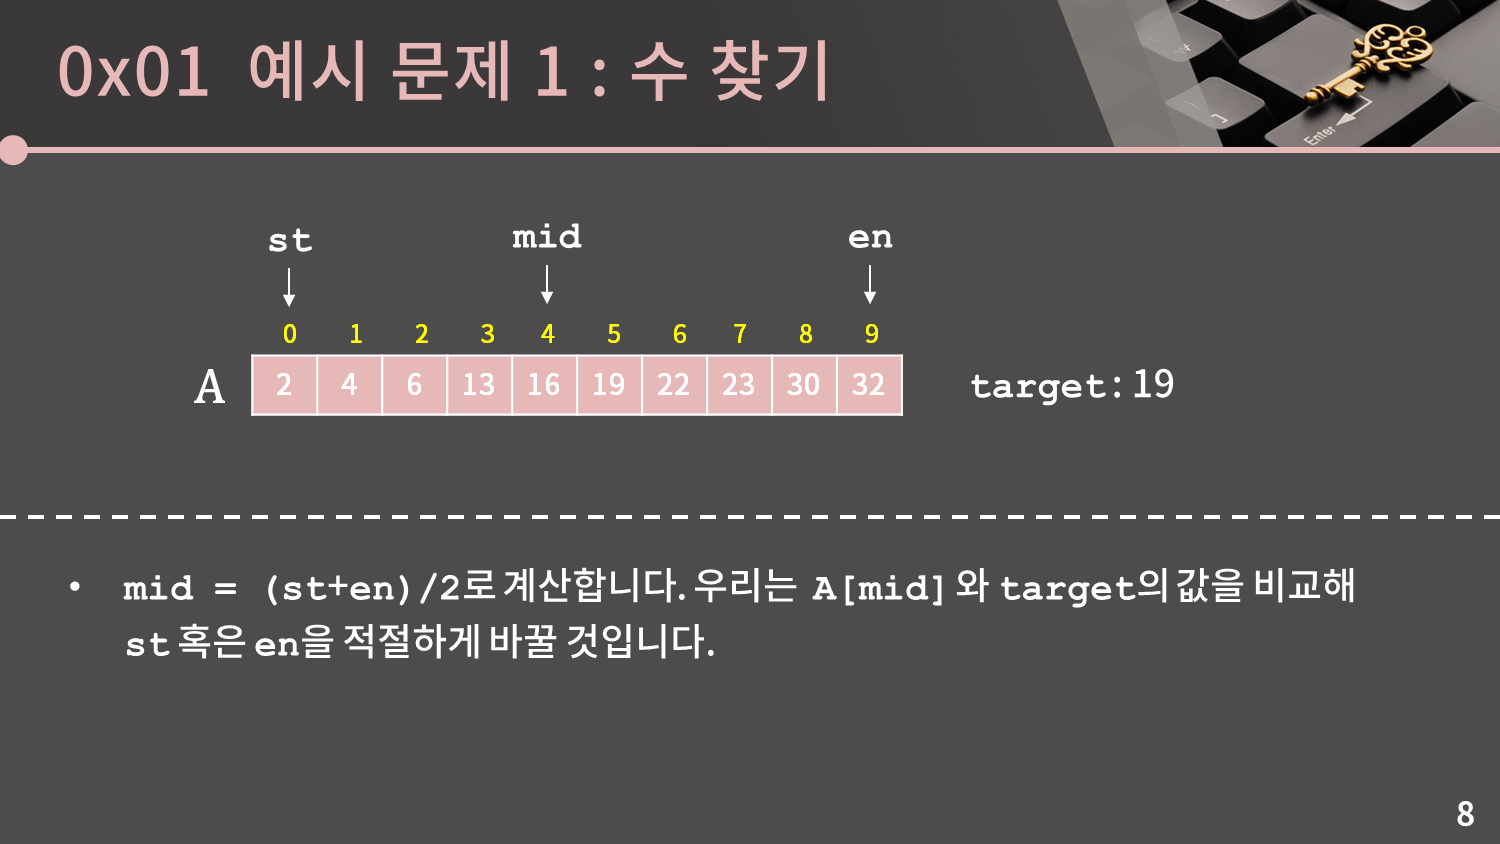 0x01 예시 문제 1 : 수 찾기
Enter
st mid en
0 1 2 3 4 5 6 7 8 9
A 2 4 6 13 16 19 22 23 30 32 target: 19
• mid = (st+en)/2로 계산합니다. 우리는 A[mid] 와 target의 값을 비교해
st 혹은 en을 적절하게 바꿀 것입니다.
8